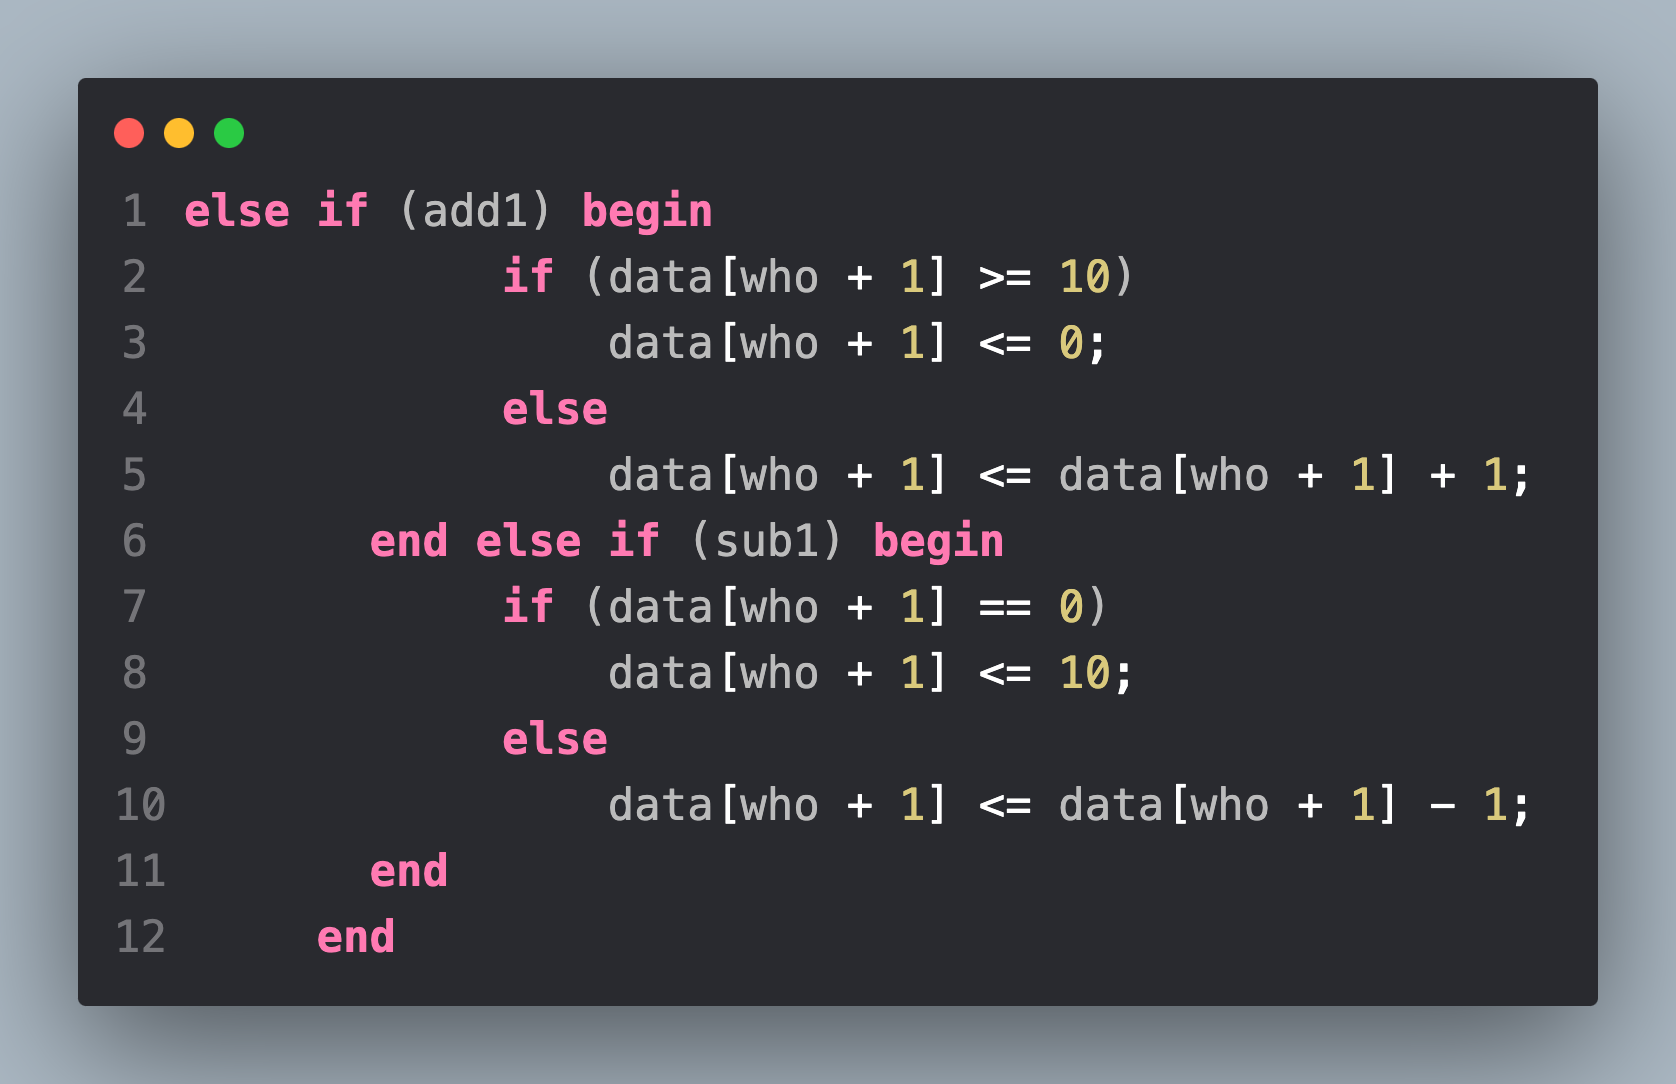 1 else if (add1) begin
2             if (data[who + 1] >= 10)
3                 data[who + 1] <= 0;
4             else
5                 data[who + 1] <= data[who + 1] + 1;
6        end else if (sub1) begin
7             if (data[who + 1] == 0)
8                 data[who + 1] <= 10;
9             else
10                data[who + 1] <= data[who + 1] - 1;
11       end
12     end